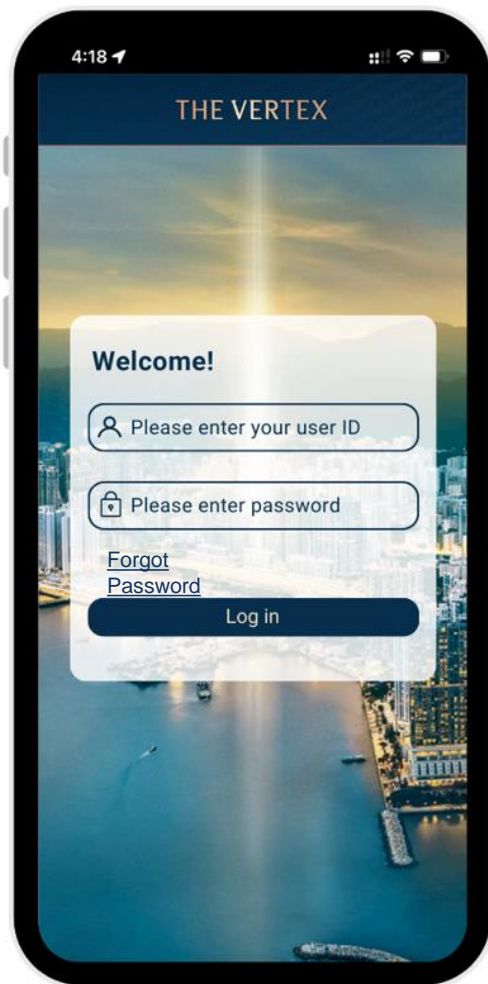 4:18
THE VERTEX
Welcome!
Please enter your user ID
Please enter password
Forgot
Password
Log in